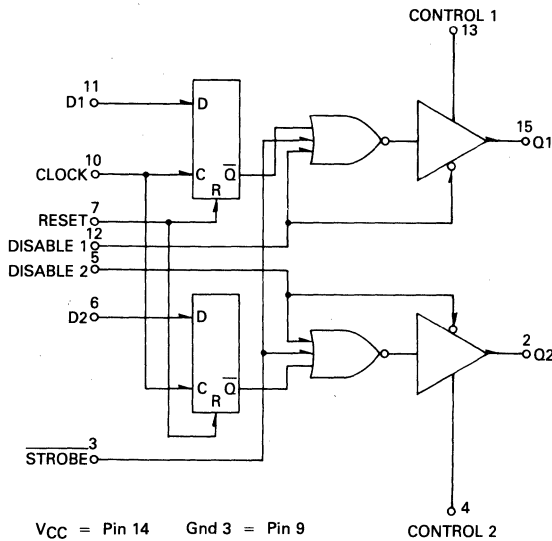 CONTROL 1
13
11
D1
D
15
Q1
10
CLOCK
C
Q̅
R
7
RESET
12
DISABLE 1
5
DISABLE 2
6
D2
D
2
Q2
C
Q̅
R
3
S̅T̅R̅O̅B̅E̅
4
VCC = Pin 14 Gnd 3 = Pin 9
CONTROL 2